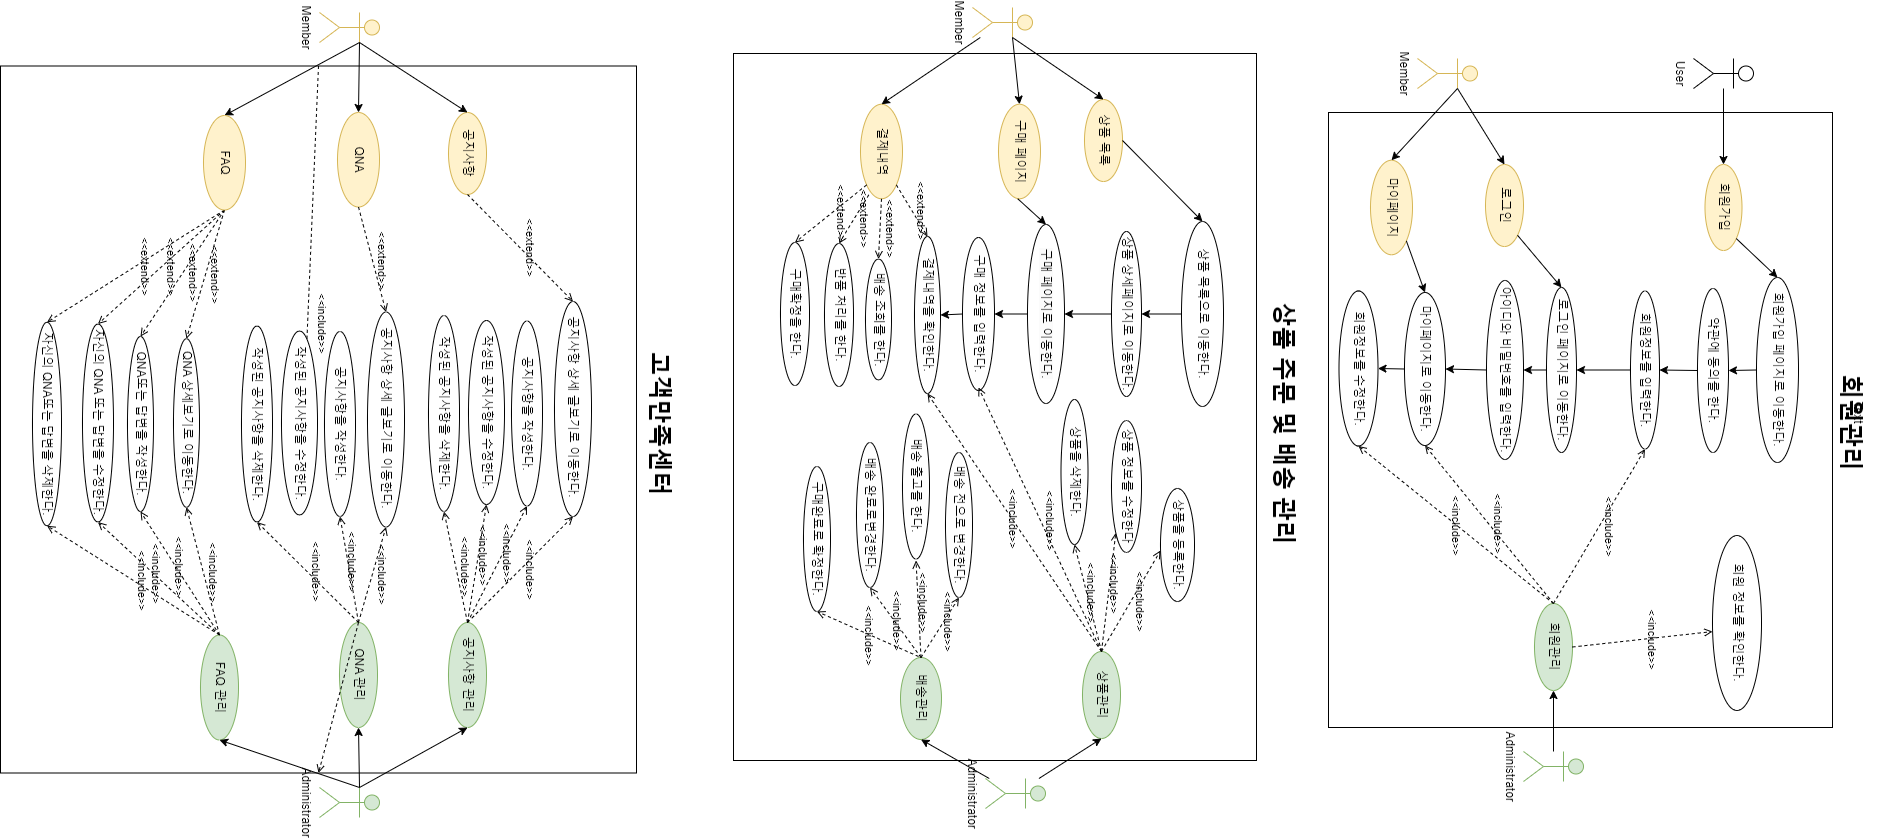 회원관리
User
Member
회원가입
로그인
마이페이지
회원가입 페이지로 이동한다.
약관에 동의를 한다.
회원정보를 입력한다.
로그인 페이지로 이동한다.
아이디와 비밀번호를 입력한다.
마이페이지로 이동한다.
회원정보를 수정한다.
<<include>>
<<include>>
<<include>>
<<include>>
회원 정보를 확인한다.
회원관리
Administrator
상품 주문 및 배송 관리
Member
상품 목록
구매 페이지
결제내역
<<extend>>
<<extend>>
<<extend>>
<<extend>>
상품 목록으로 이동한다.
상품 상세페이지로 이동한다.
구매 페이지로 이동한다.
구매 정보를 입력한다.
결제내역을 확인한다.
배송 조회를 한다.
반품 처리를 한다.
구매확정을 한다.
상품을 등록한다.
상품 정보를 수정한다.
상품을 삭제한다.
배송 전으로 변경한다.
배송 출고를 한다.
배송 완료로변경한다.
구매완료로 확정한다.
<<include>>
<<include>>
<<include>>
<<include>>
<<include>>
<<include>>
<<include>>
<<include>>
<<include>>
상품관리
배송관리
Administrator
고객만족센터
Member
공지사항
QNA
FAQ
<<extend>>
<<extend>>
<<extend>>
<<extend>>
<<extend>>
<<extend>>
<<include>>
공지사항 상세 글보기로 이동한다.
공지사항을 작성한다.
작성된 공지사항을 수정한다.
작성된 공지사항을 삭제한다.
공지사항 상세 글보기로 이동한다.
공지사항을 작성한다.
작성된 공지사항을 수정한다.
작성된 공지사항을 삭제한다.
QNA 상세보기로 이동한다.
QNA또는 답변을 작성한다.
자신의 QNA 또는 답변을 수정한다.
자신의 QNA또는 답변을 삭제한다.
<<include>>
<<include>>
<<include>>
<<include>>
<<include>>
<<include>>
<<include>>
<<include>>
<<include>>
<<include>>
<<include>>
공지사항 관리
QNA 관리
FAQ 관리
Administrator